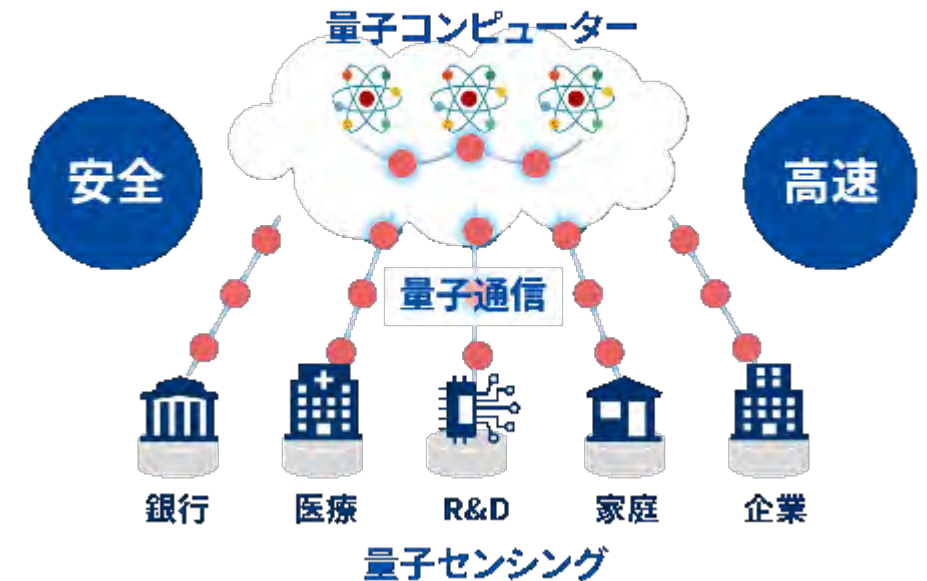 量子コンピューター
安全
高速
量子通信
銀行
医療
R&D
家庭
企業
量子センシング